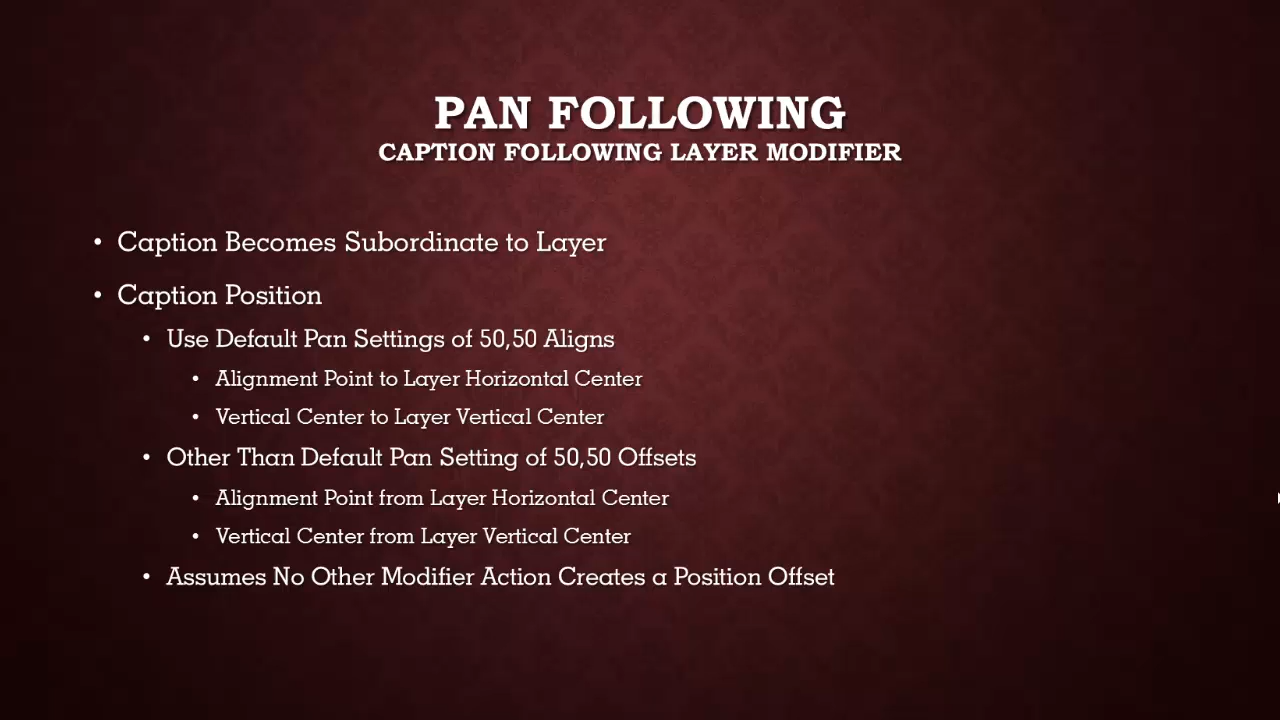 PAN FOLLOWING
CAPTION FOLLOWING LAYER MODIFIER
• Caption Becomes Subordinate to Layer
• Caption Position
• Use Default Pan Settings of 50,50 Aligns
• Alignment Point to Layer Horizontal Center
• Vertical Center to Layer Vertical Center
• Other Than Default Pan Setting of 50,50 Offsets
• Alignment Point from Layer Horizontal Center
• Vertical Center from Layer Vertical Center
• Assumes No Other Modifier Action Creates a Position Offset